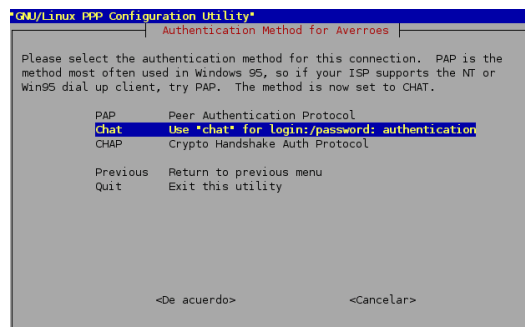 "GNU/Linux PPP Configuration Utility"
Authentication Method for Averroes
Please select the authentication method for this connection.  PAP is the
method most often used in Windows 95, so if your ISP supports the NT or
Win95 dial up client, try PAP.  The method is now set to CHAT.
PAP       Peer Authentication Protocol
Chat      Use "chat" for login:/password: authentication
CHAP      Crypto Handshake Auth Protocol
Previous  Return to previous menu
Quit      Exit this utility
<De acuerdo>                <Cancelar>